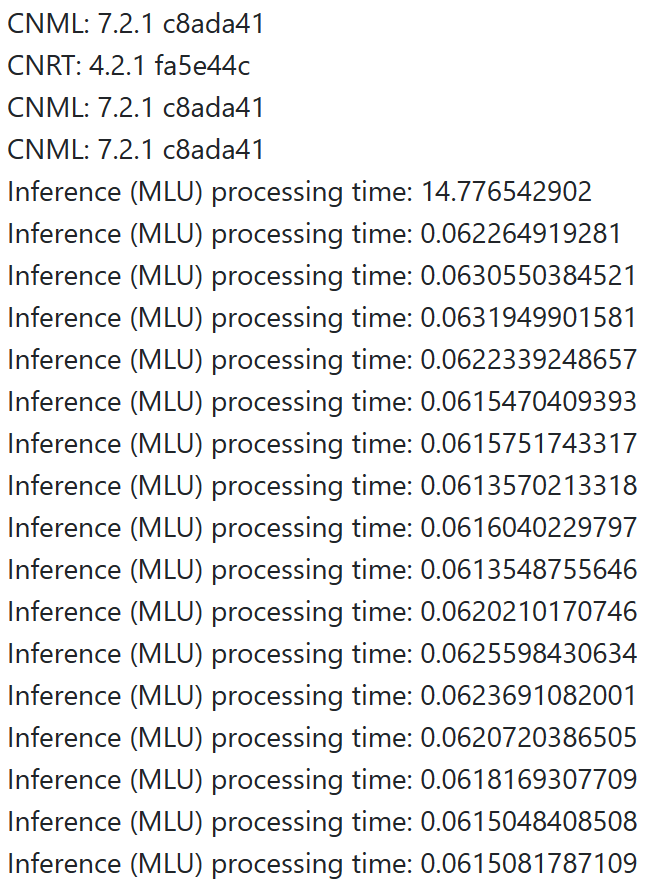 CNML: 7.2.1 c8ada41
CNRT: 4.2.1 fa5e44c
CNML: 7.2.1 c8ada41
CNML: 7.2.1 c8ada41
Inference (MLU) processing time: 14.776542902
Inference (MLU) processing time: 0.062264919281
Inference (MLU) processing time: 0.0630550384521
Inference (MLU) processing time: 0.0631949901581
Inference (MLU) processing time: 0.0622339248657
Inference (MLU) processing time: 0.0615470409393
Inference (MLU) processing time: 0.0615751743317
Inference (MLU) processing time: 0.0613570213318
Inference (MLU) processing time: 0.0616040229797
Inference (MLU) processing time: 0.0613548755646
Inference (MLU) processing time: 0.0620210170746
Inference (MLU) processing time: 0.0625598430634
Inference (MLU) processing time: 0.0623691082001
Inference (MLU) processing time: 0.0620720386505
Inference (MLU) processing time: 0.0618169307709
Inference (MLU) processing time: 0.0615048408508
Inference (MLU) processing time: 0.0615081787109